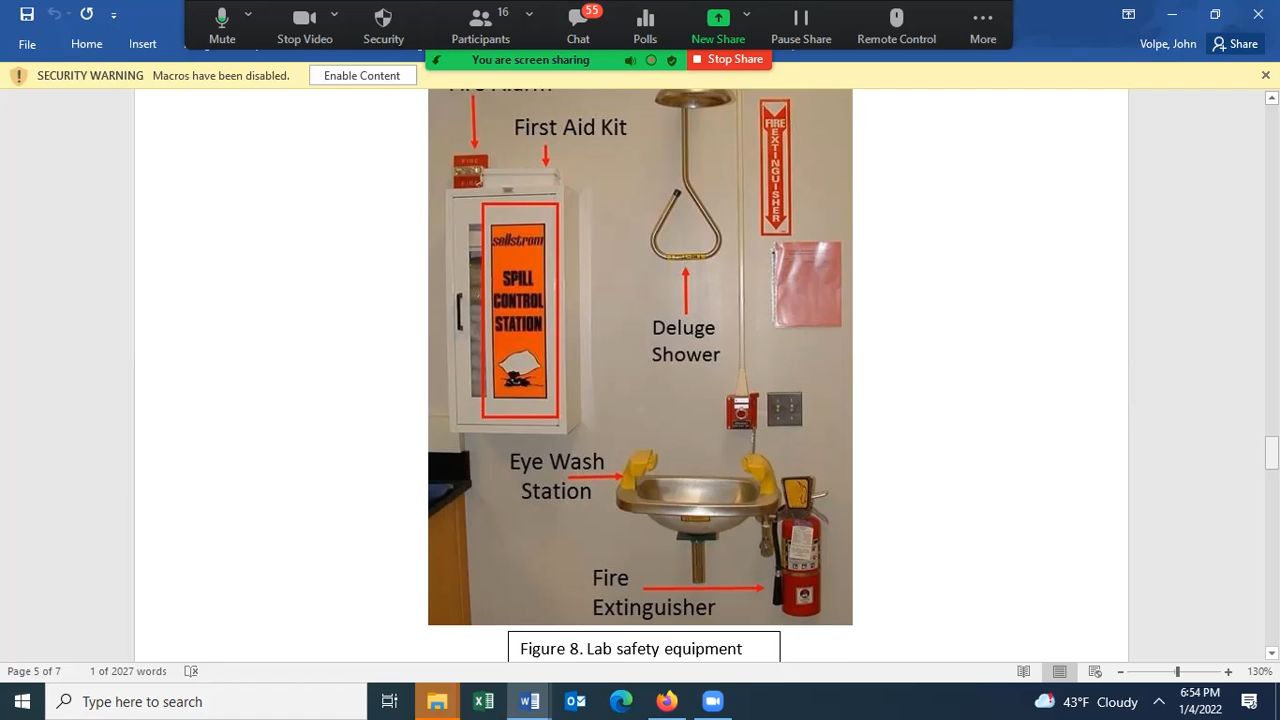 16
55
Mute
Stop Video
Security
Participants
Chat
Polls
New Share
Pause Share
Remote Control
More
File
Home
Insert
Volpe, John
Share
You are screen sharing
Stop Share
SECURITY WARNING Macros have been disabled.
Enable Content
Fire Alarm
First Aid Kit
FIRE
FIRE
FIRE
EXTINGUISHER
sellstrom
SPILL
CONTROL
STATION
Deluge
Shower
Eye Wash
Station
Fire
Extinguisher
Figure 8. Lab safety equipment
Page 5 of 7
1 of 2027 words
130%
Type here to search
43°F Cloudy
6:54 PM
1/4/2022